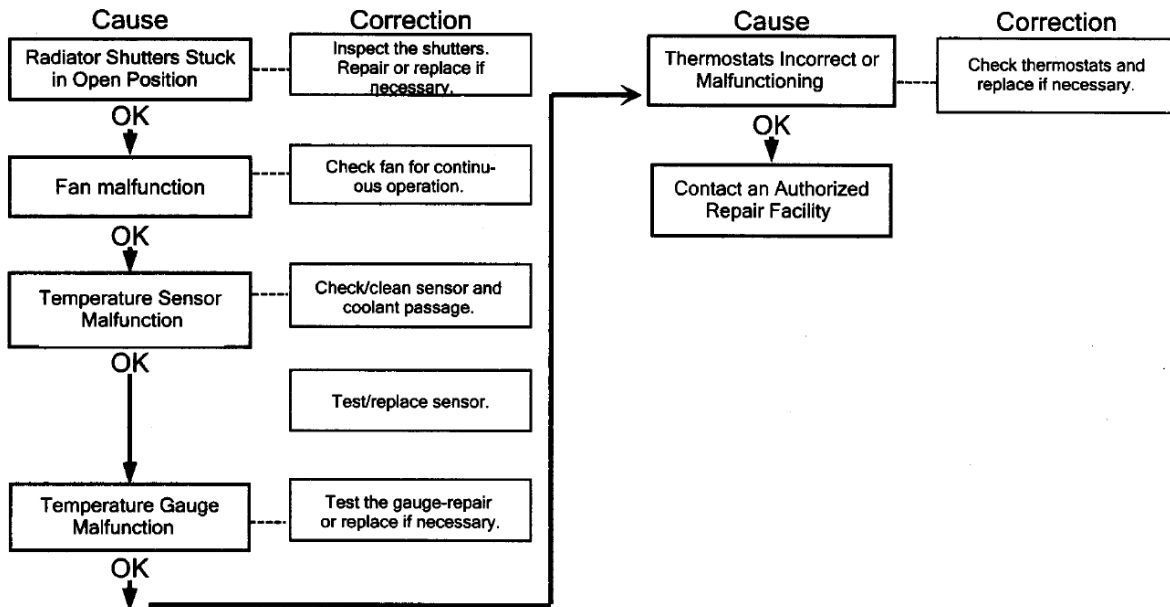 Cause
Correction
Radiator Shutters Stuck
in Open Position
Inspect the shutters.
Repair or replace if
necessary.
OK
Fan malfunction
Check fan for continu-
ous operation.
OK
Temperature Sensor
Malfunction
Check/clean sensor and
coolant passage.
OK
Test/replace sensor.
Temperature Gauge
Malfunction
Test the gauge-repair
or replace if necessary.
OK
Cause
Correction
Thermostats Incorrect or
Malfunctioning
Check thermostats and
replace if necessary.
OK
Contact an Authorized
Repair Facility